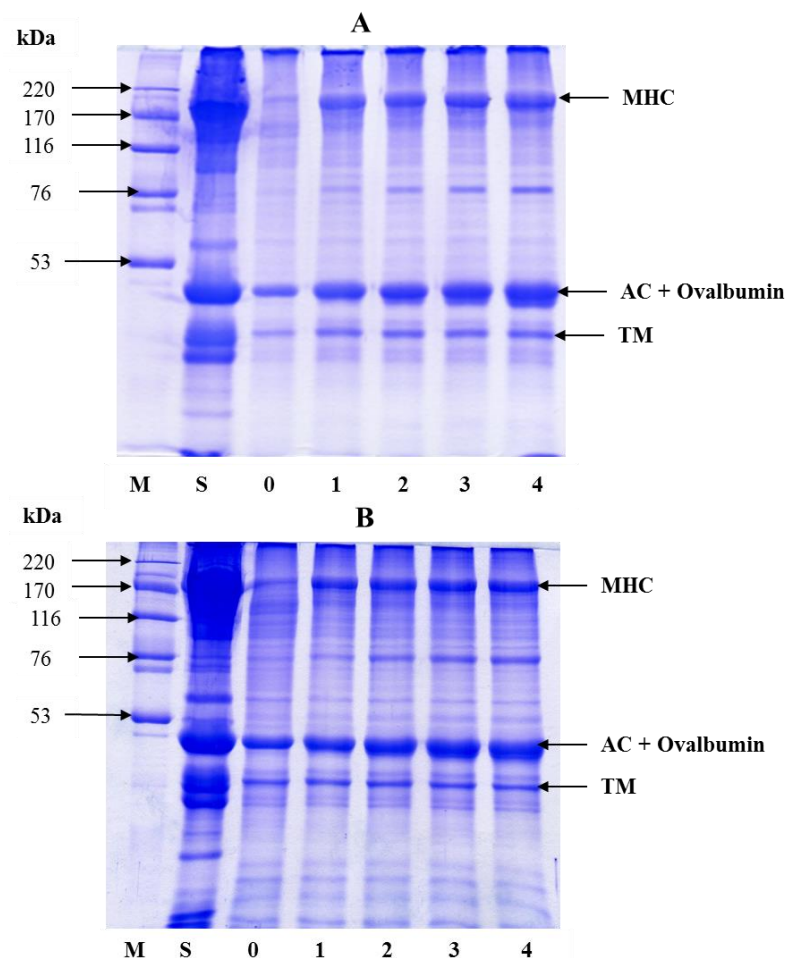 A
kDa
220
170
116
76
53
MHC
AC + Ovalbumin
TM
M S 0 1 2 3 4
kDa
B
220
170
116
76
53
MHC
AC + Ovalbumin
TM
M S 0 1 2 3 4